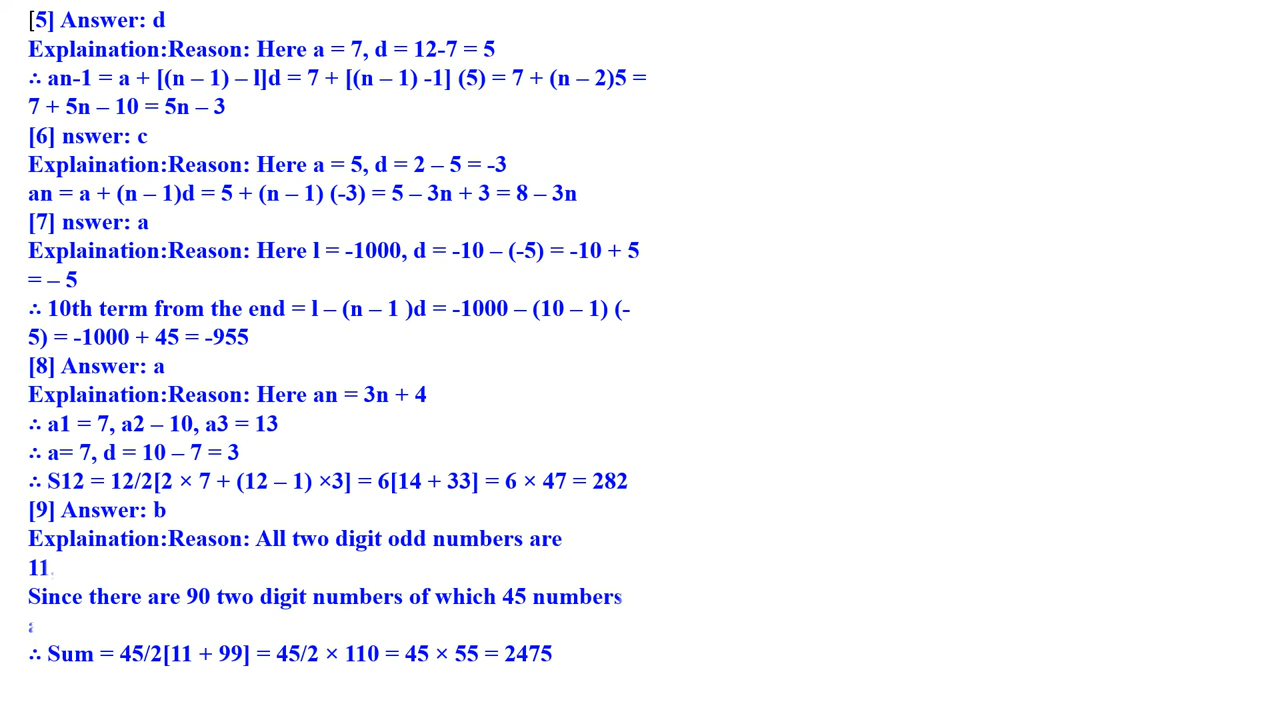 [5] Answer: d
Explaination:Reason: Here a = 7, d = 12-7 = 5
∴ an-1 = a + [(n – 1) – l]d = 7 + [(n – 1) -1] (5) = 7 + (n – 2)5 =
7 + 5n – 10 = 5n – 3
[6] nswer: c
Explaination:Reason: Here a = 5, d = 2 – 5 = -3
an = a + (n – 1)d = 5 + (n – 1) (-3) = 5 – 3n + 3 = 8 – 3n
[7] nswer: a
Explaination:Reason: Here l = -1000, d = -10 – (-5) = -10 + 5
= – 5
∴ 10th term from the end = l – (n – 1 )d = -1000 – (10 – 1) (-
5) = -1000 + 45 = -955
[8] Answer: a
Explaination:Reason: Here an = 3n + 4
∴ a1 = 7, a2 – 10, a3 = 13
∴ a= 7, d = 10 – 7 = 3
∴ S12 = 12/2[2 × 7 + (12 – 1) ×3] = 6[14 + 33] = 6 × 47 = 282
[9] Answer: b
Explaination:Reason: All two digit odd numbers are
11
Since there are 90 two digit numbers of which 45 numbers
∴ Sum = 45/2[11 + 99] = 45/2 × 110 = 45 × 55 = 2475